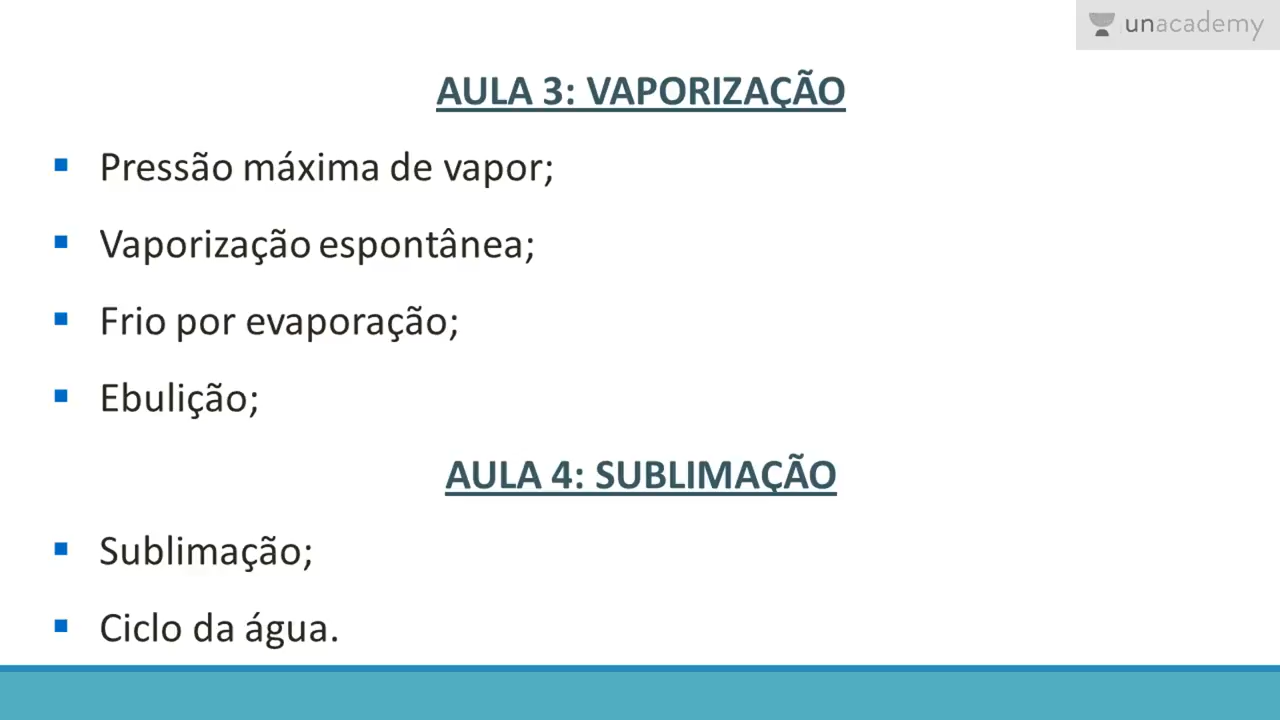 unacademy
AULA 3: VAPORIZAÇÃO
Pressão máxima de vapor;
Vaporização espontânea;
Frio por evaporação;
Ebulição;
AULA 4: SUBLIMAÇÃO
Sublimação;
Ciclo da água.